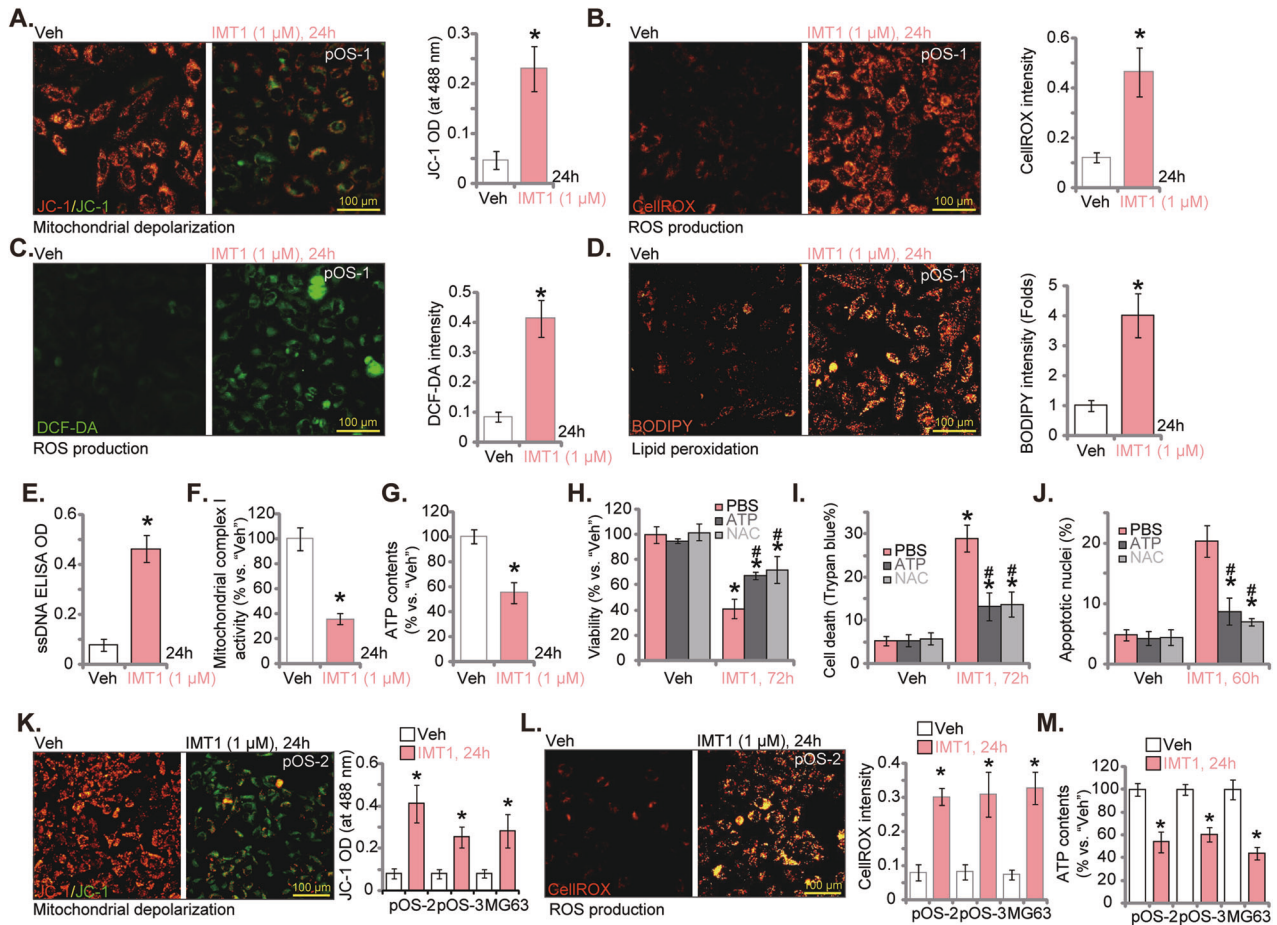 A.
Veh
IMT1 (1 μM), 24h
pOS-1
JC-1/JC-1
100 μm
Mitochondrial depolarization
JC-1 OD (at 488 nm)
0.3
0.2
0.1
0
*
24h
Veh
IMT1 (1 μM)
B.
Veh
IMT1 (1 μM), 24h
pOS-1
CellROX
100 μm
ROS production
CellROX intensity
0.6
0.4
0.2
0
*
24h
Veh
IMT1 (1 μM)
C.
Veh
IMT1 (1 μM), 24h
pOS-1
DCF-DA
100 μm
ROS production
DCF-DA intensity
0.5
0.4
0.3
0.2
0.1
0
*
24h
Veh
IMT1 (1 μM)
D.
Veh
IMT1 (1 μM), 24h
pOS-1
BODIPY
100 μm
Lipid peroxidation
BODIPY intensity (Folds)
5
4
3
2
1
0
*
24h
Veh
IMT1 (1 μM)
E.
ssDNA ELISA OD
0.6
0.4
0.2
0
*
24h
Veh
IMT1 (1 μM)
F.
Mitochondrial complex I
activity (% vs. “Veh”)
120
100
80
60
40
20
0
*
24h
Veh
IMT1 (1 μM)
G.
ATP contents
(% vs. “Veh”)
120
100
80
60
40
20
0
*
24h
Veh
IMT1 (1 μM)
H.
Viability (% vs. “Veh”)
120
100
80
60
40
20
0
PBS
ATP
NAC
*
#
*
#
*
Veh
IMT1, 72h
I.
Cell death (Trypan blue%)
30
20
10
0
PBS
ATP
NAC
*
#
*
#
*
Veh
IMT1, 72h
J.
Apoptotic nuclei (%)
20
10
0
PBS
ATP
NAC
#
*
#
*
Veh
IMT1, 60h
K.
Veh
IMT1 (1 μM), 24h
pOS-2
JC-1/JC-1
100 μm
Mitochondrial depolarization
Veh
IMT1, 24h
JC-1 OD (at 488 nm)
0.5
0.4
0.3
0.2
0.1
0
*
*
*
pOS-2
pOS-3
MG63
L.
Veh
IMT1 (1 μM), 24h
pOS-2
CellROX
100 μm
ROS production
Veh
IMT1, 24h
CellROX intensity
0.4
0.3
0.2
0.1
0
*
*
*
pOS-2
pOS-3
MG63
M.
Veh
IMT1, 24h
ATP contents
(% vs. “Veh”)
120
100
80
60
40
20
0
*
*
*
pOS-2
pOS-3
MG63